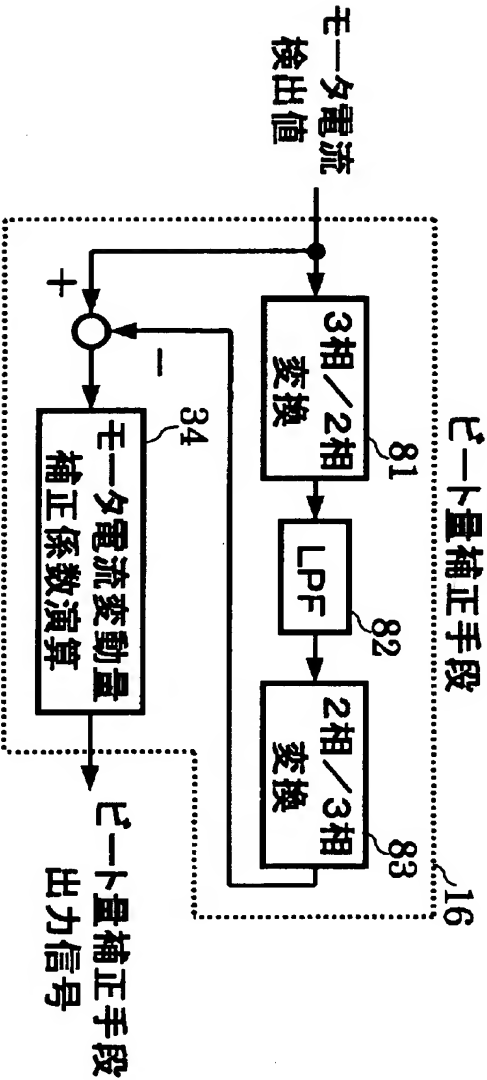 ビート量補正手段
16
モータ電流
検出値
81
3相／2相
変換
82
LPF
83
2相／3相
変換
+
−
34
モータ電流変動量
補正係数演算
ビート量補正手段
出力信号